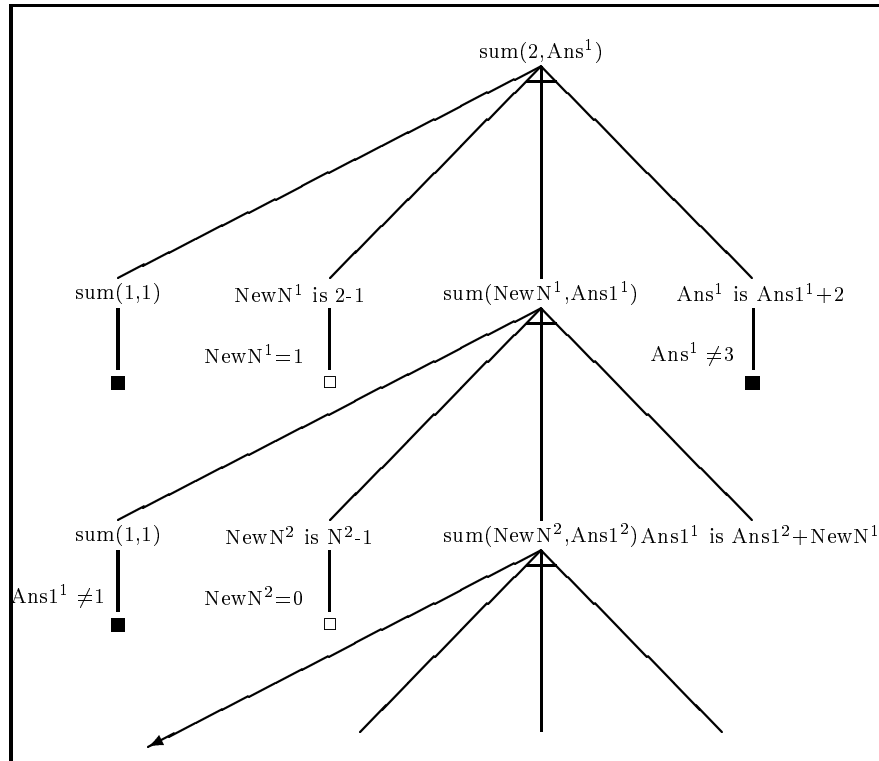 sum(2,Ans¹)
sum(1,1) NewN¹ is 2-1 sum(NewN¹,Ans1¹) Ans¹ is Ans1¹+2
NewN¹=1 Ans¹ ≠3
sum(1,1) NewN² is N²-1 sum(NewN²,Ans1²) Ans1¹ is Ans1²+NewN¹
Ans1¹ ≠1 NewN²=0